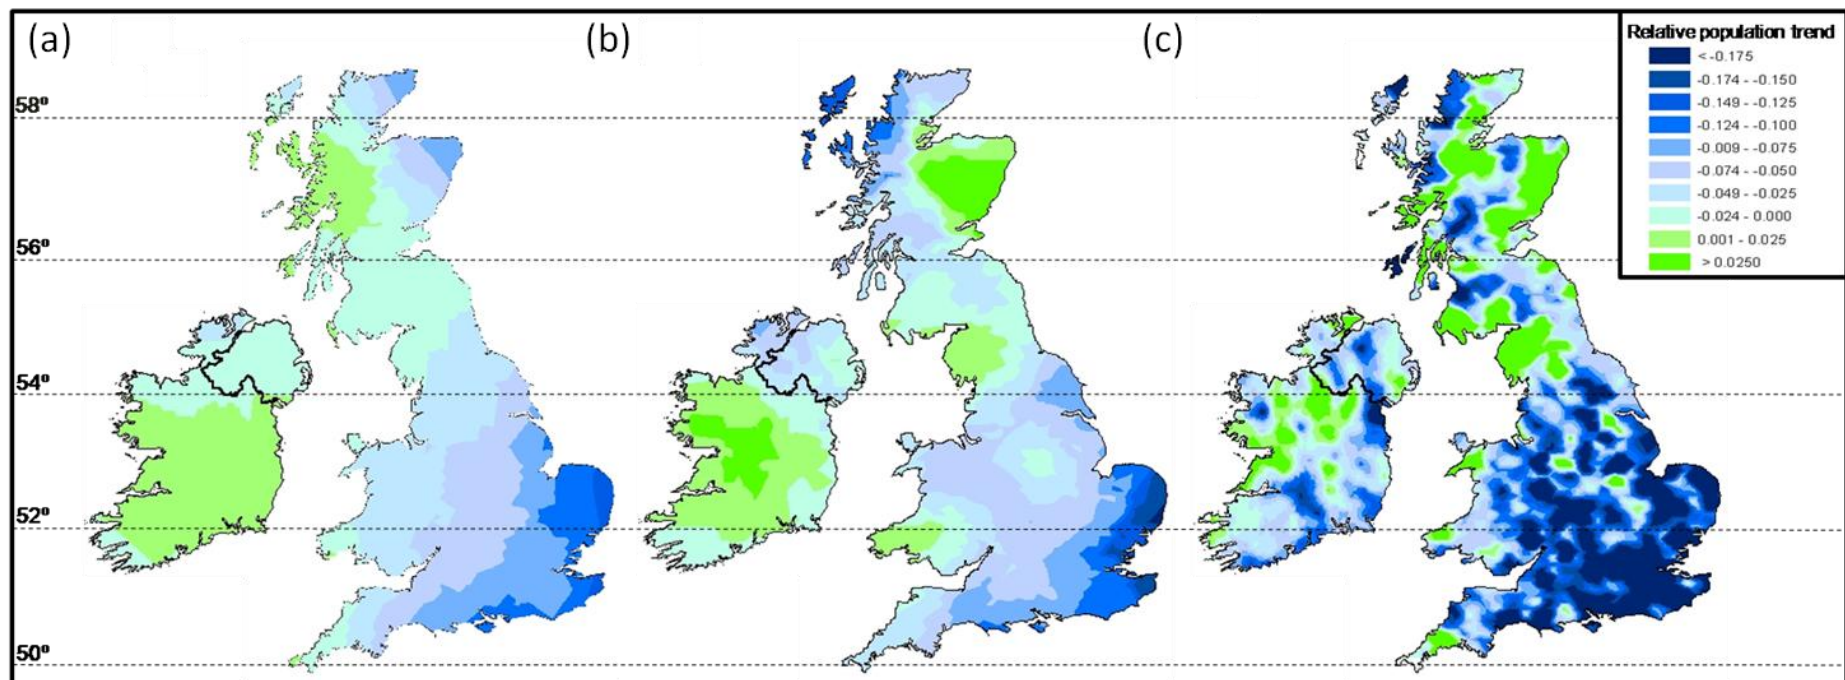 (a)
(b)
(c)
Relative population trend
< -0.175
-0.174 - -0.150
-0.149 - -0.125
-0.124 - -0.100
-0.009 - -0.075
-0.074 - -0.050
-0.049 - -0.025
-0.024 - 0.000
0.001 - 0.025
> 0.0250
58º
56º
54º
52º
50º